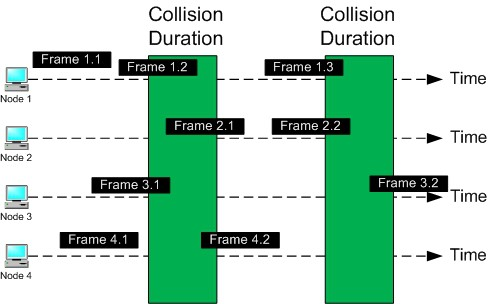 Collision
Duration
Collision
Duration
Frame 1.1
Frame 1.2
Frame 1.3
Time
Node 1
Frame 2.1
Frame 2.2
Time
Node 2
Frame 3.1
Frame 3.2
Time
Node 3
Frame 4.1
Frame 4.2
Time
Node 4